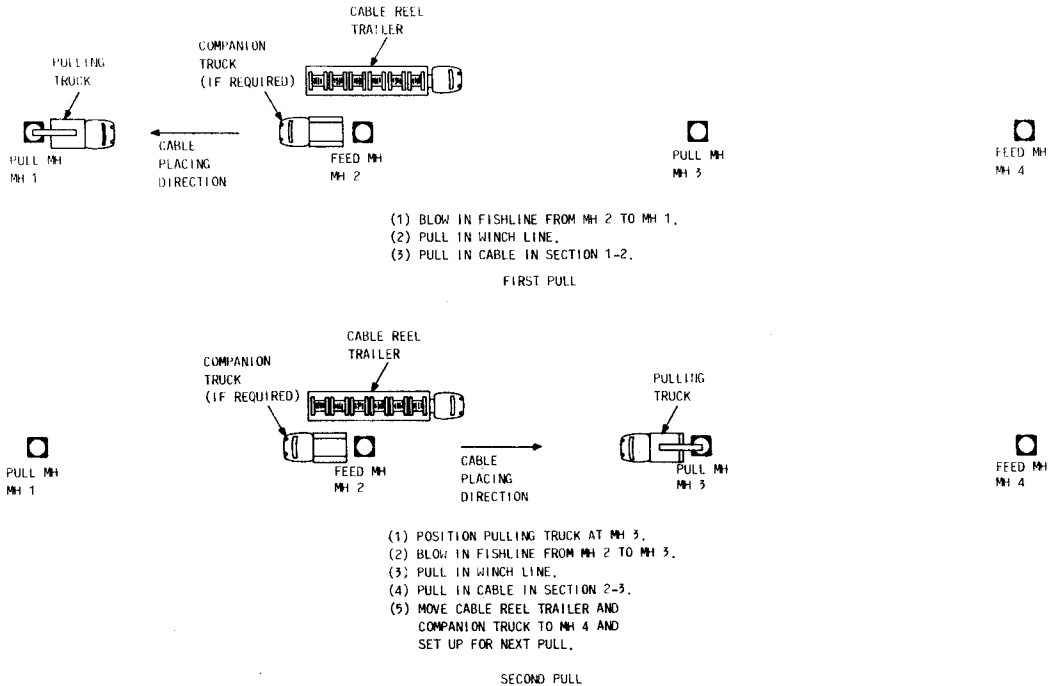 CABLE REEL
TRAILER
COMPANION
TRUCK
(IF REQUIRED)
PULLING
TRUCK
CABLE
PLACING
DIRECTION
PULL MH
MH 1
FEED MH
MH 2
PULL MH
MH 3
FEED MH
MH 4
(1) BLOW IN FISHLINE FROM MH 2 TO MH 1.
(2) PULL IN WINCH LINE.
(3) PULL IN CABLE IN SECTION 1-2.
FIRST PULL
CABLE REEL
TRAILER
COMPANION
TRUCK
(IF REQUIRED)
PULLING
TRUCK
PULL MH
MH 1
FEED MH
MH 2
CABLE
PLACING
DIRECTION
PULL MH
MH 3
FEED MH
MH 4
(1) POSITION PULLING TRUCK AT MH 3.
(2) BLOW IN FISHLINE FROM MH 2 TO MH 3.
(3) PULL IN WINCH LINE.
(4) PULL IN CABLE IN SECTION 2-3.
(5) MOVE CABLE REEL TRAILER AND
COMPANION TRUCK TO MH 4 AND
SET UP FOR NEXT PULL.
SECOND PULL